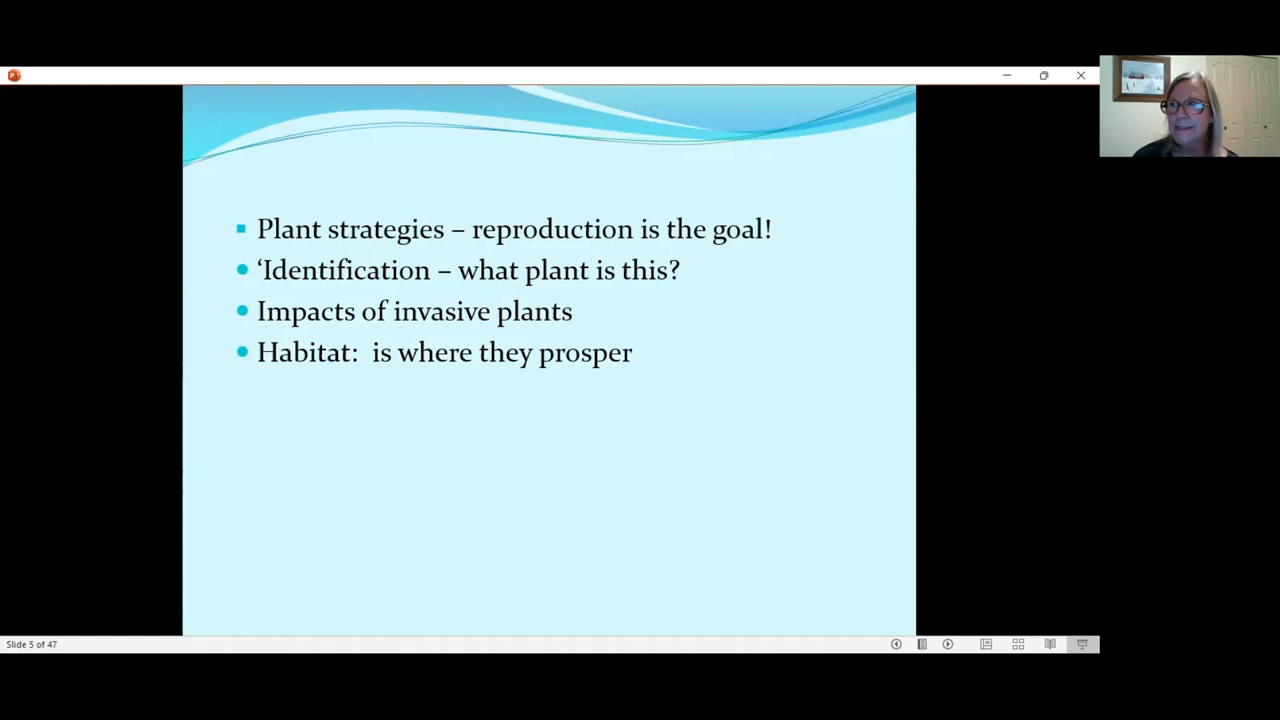 Plant strategies – reproduction is the goal!
‘Identification – what plant is this?
Impacts of invasive plants
Habitat:  is where they prosper
Slide 5 of 47